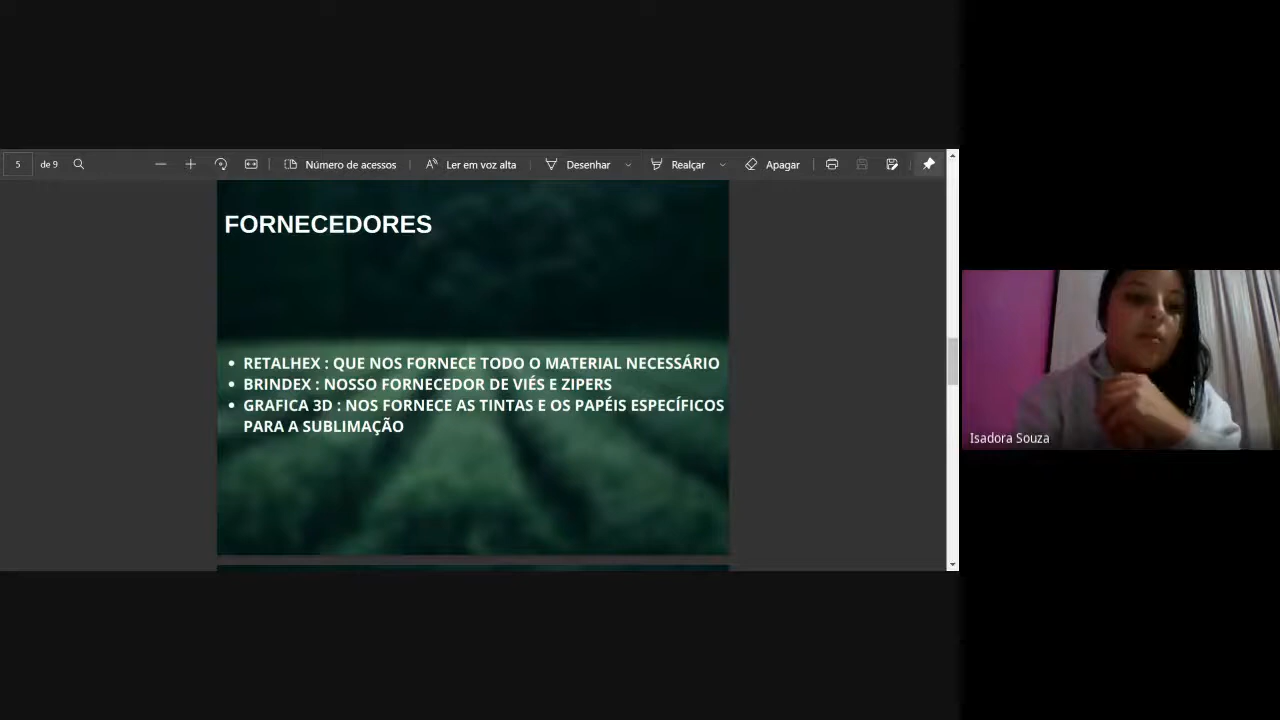 5 de 9 Número de acessos Ler em voz alta Desenhar Realçar Apagar
FORNECEDORES
• RETALHEX : QUE NOS FORNECE TODO O MATERIAL NECESSÁRIO
• BRINDEX : NOSSO FORNECEDOR DE VIÉS E ZIPERS
• GRAFICA 3D : NOS FORNECE AS TINTAS E OS PAPÉIS ESPECÍFICOS
PARA A SUBLIMAÇÃO
Isadora Souza